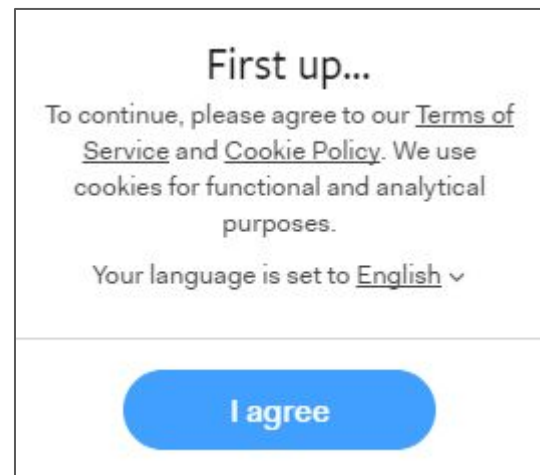 First up...
To continue, please agree to our Terms of
Service and Cookie Policy. We use
cookies for functional and analytical
purposes.
Your language is set to English
I agree